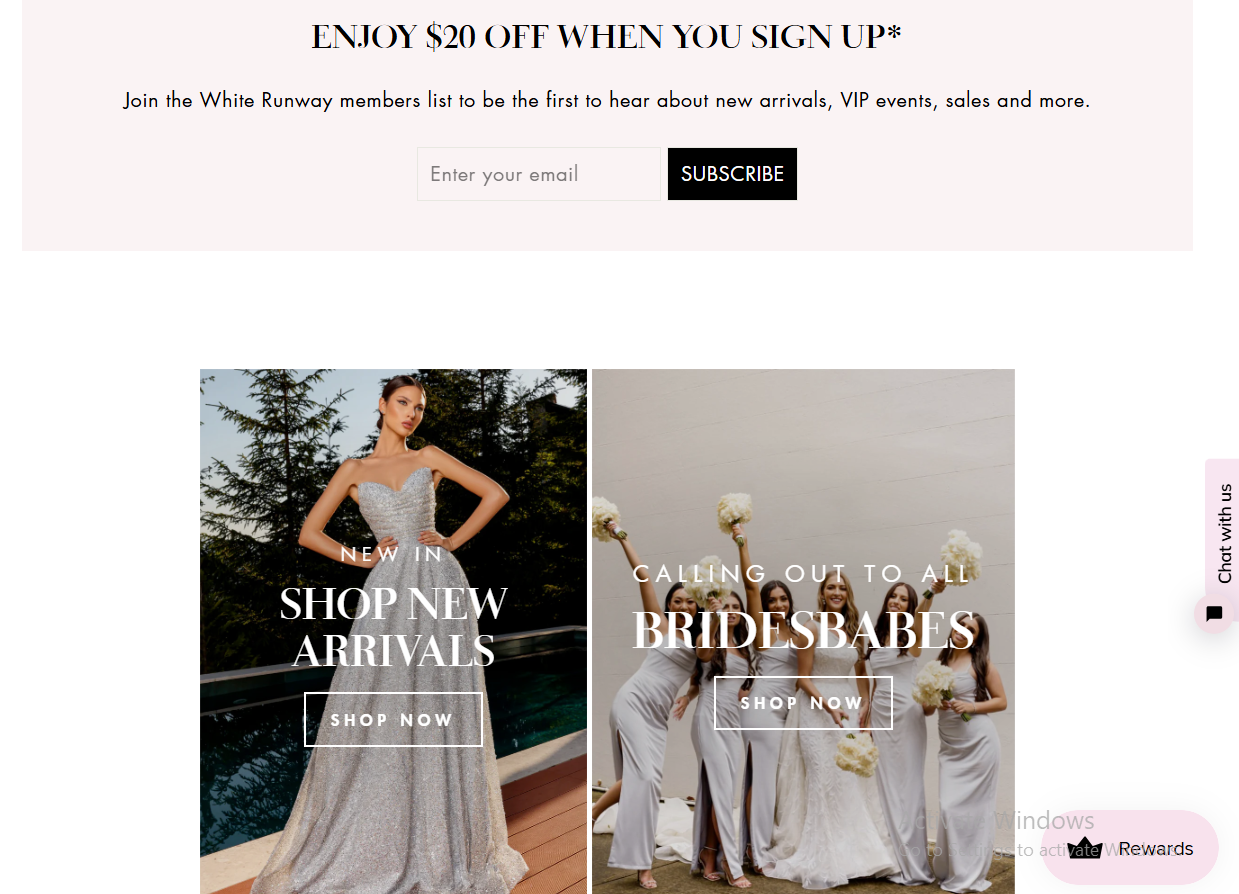 ENJOY $20 OFF WHEN YOU SIGN UP*
Join the White Runway members list to be the first to hear about new arrivals, VIP events, sales and more.
Enter your email
SUBSCRIBE
NEW IN
SHOP NEW
ARRIVALS
SHOP NOW
CALLING OUT TO ALL
BRIDESBABES
SHOP NOW
Chat with us
Activate Windows
Go to Settings to activate Windows.
Rewards